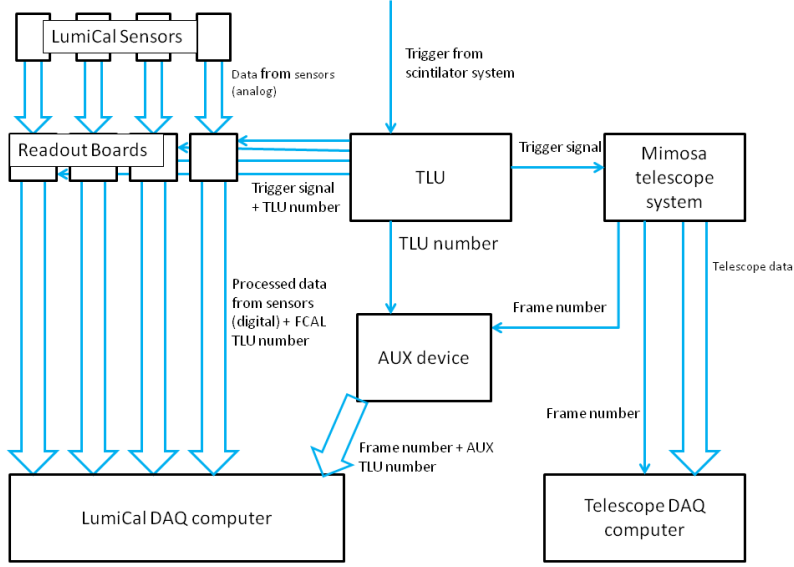 LumiCal Sensors
Trigger from
scintilator system
Data from sensors
(analog)
Readout Boards
TLU
Trigger signal
Mimosa
telescope
system
Trigger signal
+ TLU number
TLU number
Telescope data
Processed data
from sensors
(digital) + FCAL
TLU number
Frame number
AUX device
Frame number
Frame number + AUX
TLU number
LumiCal DAQ computer
Telescope DAQ
computer